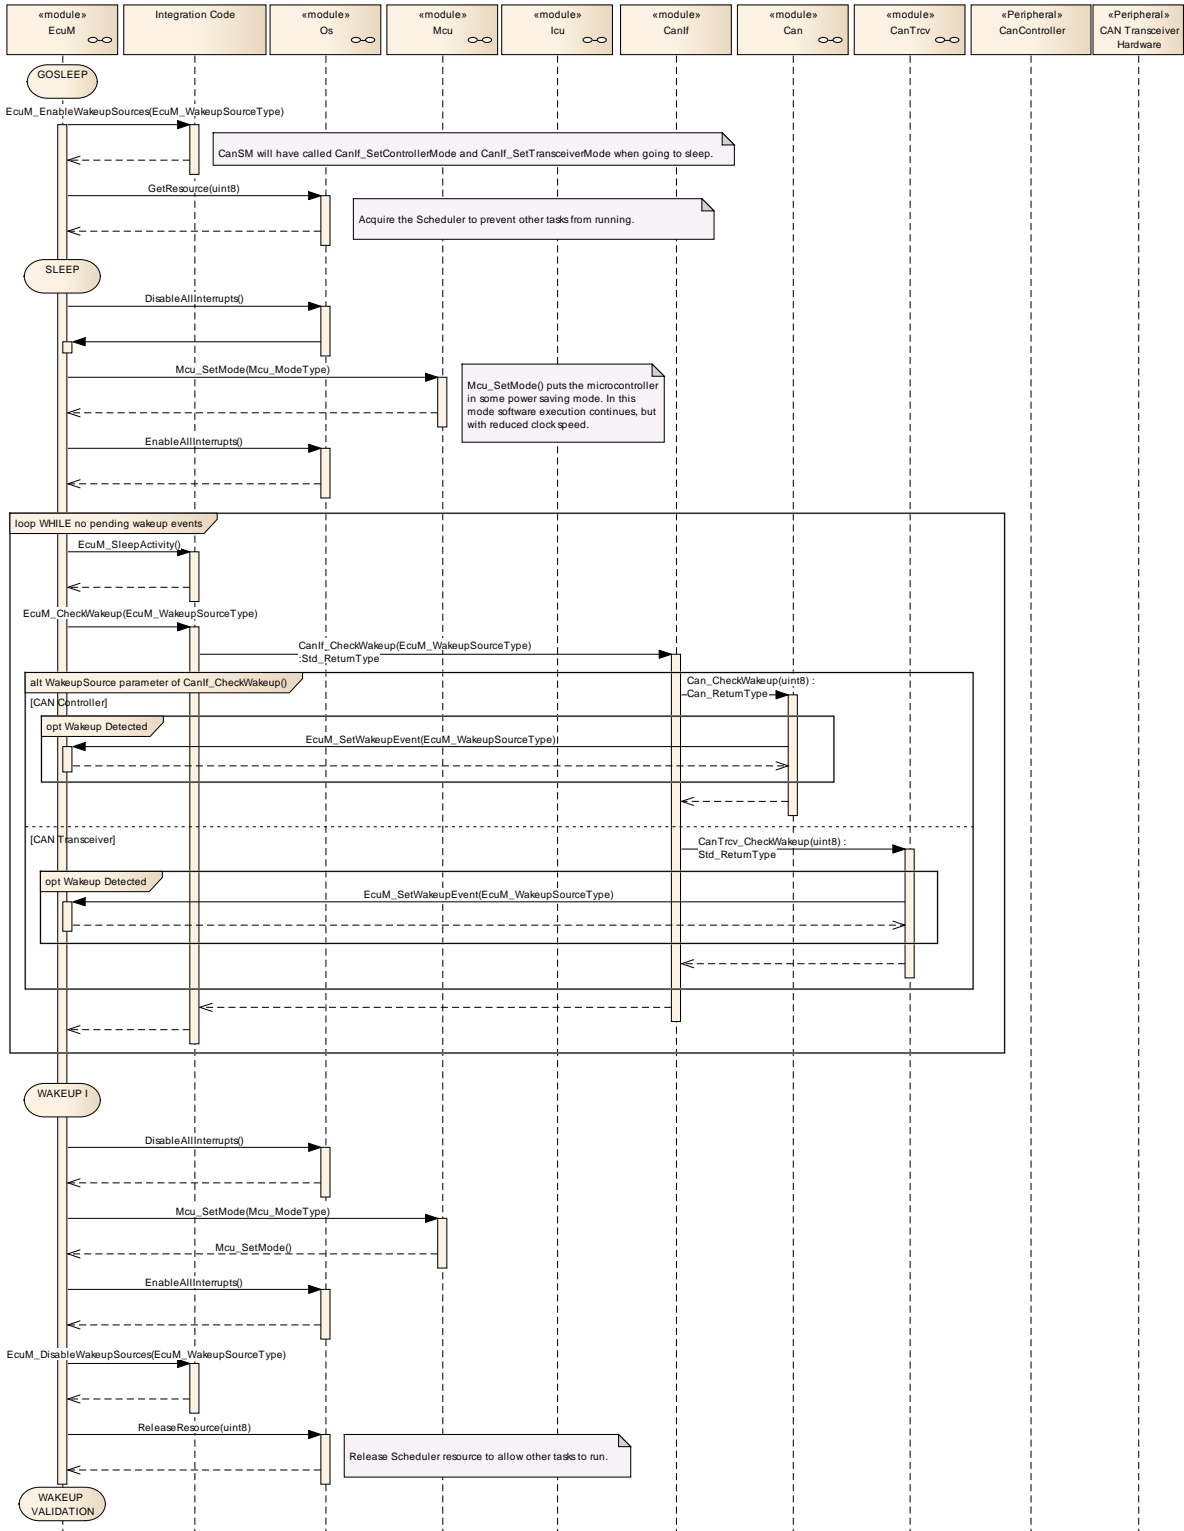 «module»
EcuM
Integration Code
«module»
Os
«module»
Mcu
«module»
Icu
«module»
CanIf
«module»
Can
«module»
CanTrcv
«Peripheral»
CanController
«Peripheral»
CAN Transceiver
Hardware
GOSLEEP
EcuM_EnableWakeupSources(EcuM_WakeupSourceType)
CanSM will have called CanIf_SetControllerMode and CanIf_SetTransceiverMode when going to sleep.
GetResource(uint8)
Acquire the Scheduler to prevent other tasks from running.
SLEEP
DisableAllInterrupts()
Mcu_SetMode(Mcu_ModeType)
Mcu_SetMode() puts the microcontroller
in some power saving mode. In this
mode software execution continues, but
with reduced clock speed.
EnableAllInterrupts()
loop WHILE no pending wakeup events
EcuM_SleepActivity()
EcuM_CheckWakeup(EcuM_WakeupSourceType)
CanIf_CheckWakeup(EcuM_WakeupSourceType)
:Std_ReturnType
alt WakeupSource parameter of CanIf_CheckWakeup()
Can_CheckWakeup(uint8) :
Can_ReturnType
[CAN Controller]
opt Wakeup Detected
EcuM_SetWakeupEvent(EcuM_WakeupSourceType)
[CAN Transceiver]
CanTrcv_CheckWakeup(uint8) :
Std_ReturnType
opt Wakeup Detected
EcuM_SetWakeupEvent(EcuM_WakeupSourceType)
WAKEUP I
DisableAllInterrupts()
Mcu_SetMode(Mcu_ModeType)
Mcu_SetMode()
EnableAllInterrupts()
EcuM_DisableWakeupSources(EcuM_WakeupSourceType)
ReleaseResource(uint8)
Release Scheduler resource to allow other tasks to run.
WAKEUP
VALIDATION